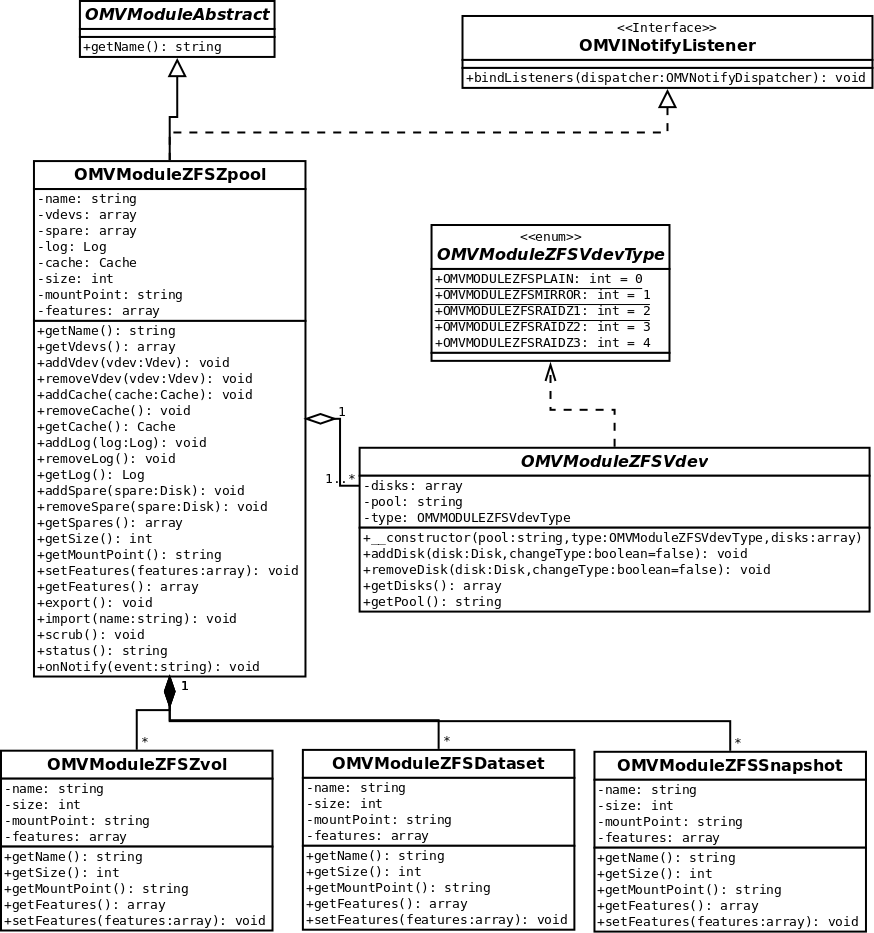 OMVModuleAbstract
+getName(): string
<<Interface>>
OMVINotifyListener
+bindListeners(dispatcher:OMVNotifyDispatcher): void
OMVModuleZFSZpool
-name: string
-vdevs: array
-spare: array
-log: Log
-cache: Cache
-size: int
-mountPoint: string
-features: array
+getName(): string
+getVdevs(): array
+addVdev(vdev:Vdev): void
+removeVdev(vdev:Vdev): void
+addCache(cache:Cache): void
+removeCache(): void
+getCache(): Cache
+addLog(log:Log): void
+removeLog(): void
+getLog(): Log
+addSpare(spare:Disk): void
+removeSpare(spare:Disk): void
+getSpares(): array
+getSize(): int
+getMountPoint(): string
+setFeatures(features:array): void
+getFeatures(): array
+export(): void
+import(name:string): void
+scrub(): void
+status(): string
+onNotify(event:string): void
<<enum>>
OMVModuleZFSVdevType
+OMVMODULEZFSPLAIN: int = 0
+OMVMODULEZFSMIRROR: int = 1
+OMVMODULEZFSRAIDZ1: int = 2
+OMVMODULEZFSRAIDZ2: int = 3
+OMVMODULEZFSRAIDZ3: int = 4
1
1..*
OMVModuleZFSVdev
-disks: array
-pool: string
-type: OMVMODULEZFSVdevType
+__constructor(pool:string,type:OMVModuleZFSVdevType,disks:array)
+addDisk(disk:Disk,changeType:boolean=false): void
+removeDisk(disk:Disk,changeType:boolean=false): void
+getDisks(): array
+getPool(): string
1
*
*
*
OMVModuleZFSZvol
-name: string
-size: int
-mountPoint: string
-features: array
+getName(): string
+getSize(): int
+getMountPoint(): string
+getFeatures(): array
+setFeatures(features:array): void
OMVModuleZFSDataset
-name: string
-size: int
-mountPoint: string
-features: array
+getName(): string
+getSize(): int
+getMountPoint(): string
+getFeatures(): array
+setFeatures(features:array): void
OMVModuleZFSSnapshot
-name: string
-size: int
-mountPoint: string
-features: array
+getName(): string
+getSize(): int
+getMountPoint(): string
+getFeatures(): array
+setFeatures(features:array): void